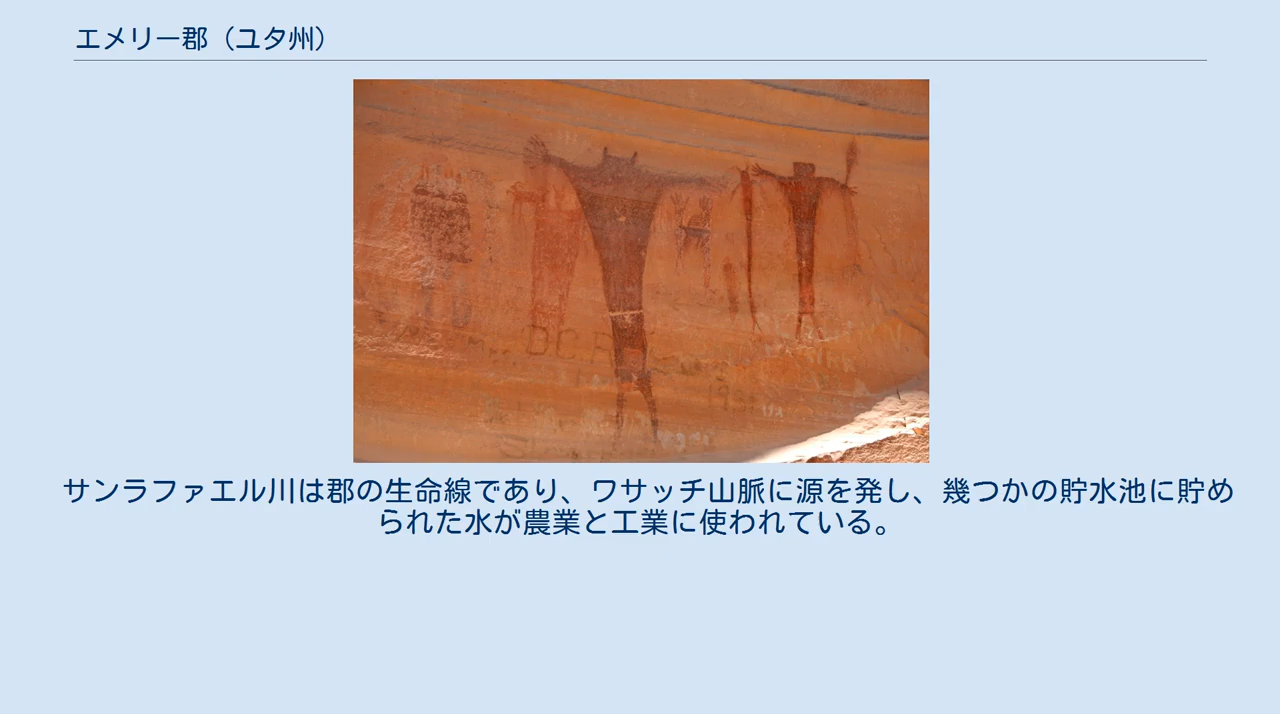 エメリー郡（ユタ州）
DCR
1951
サンラファエル川は郡の生命線であり、ワサッチ山脈に源を発し、幾つかの貯水池に貯め
られた水が農業と工業に使われている。